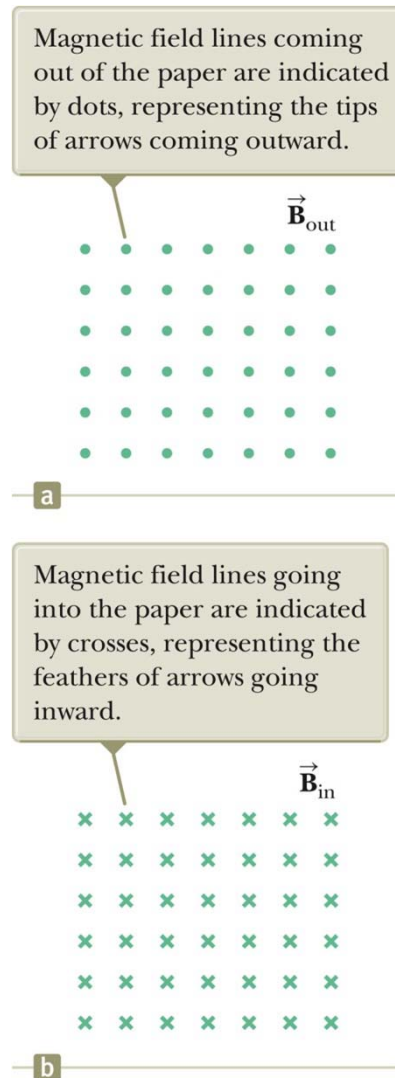 Magnetic field lines coming
out of the paper are indicated
by dots, representing the tips
of arrows coming outward.
B⃗out
a
Magnetic field lines going
into the paper are indicated
by crosses, representing the
feathers of arrows going
inward.
B⃗in
b